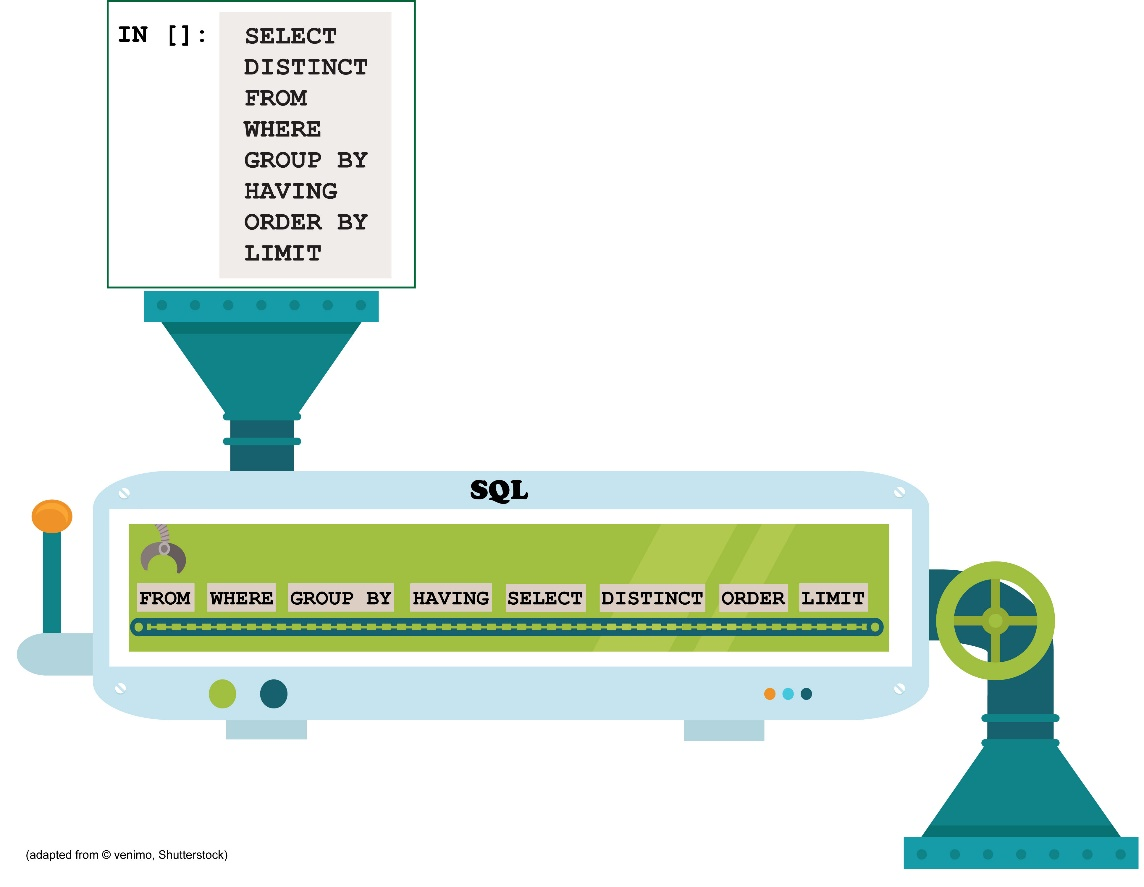 IN []:
SELECT
DISTINCT
FROM
WHERE
GROUP BY
HAVING
ORDER BY
LIMIT
SQL
FROM WHERE GROUP BY HAVING SELECT DISTINCT ORDER LIMIT
(adapted from © venimo, Shutterstock)